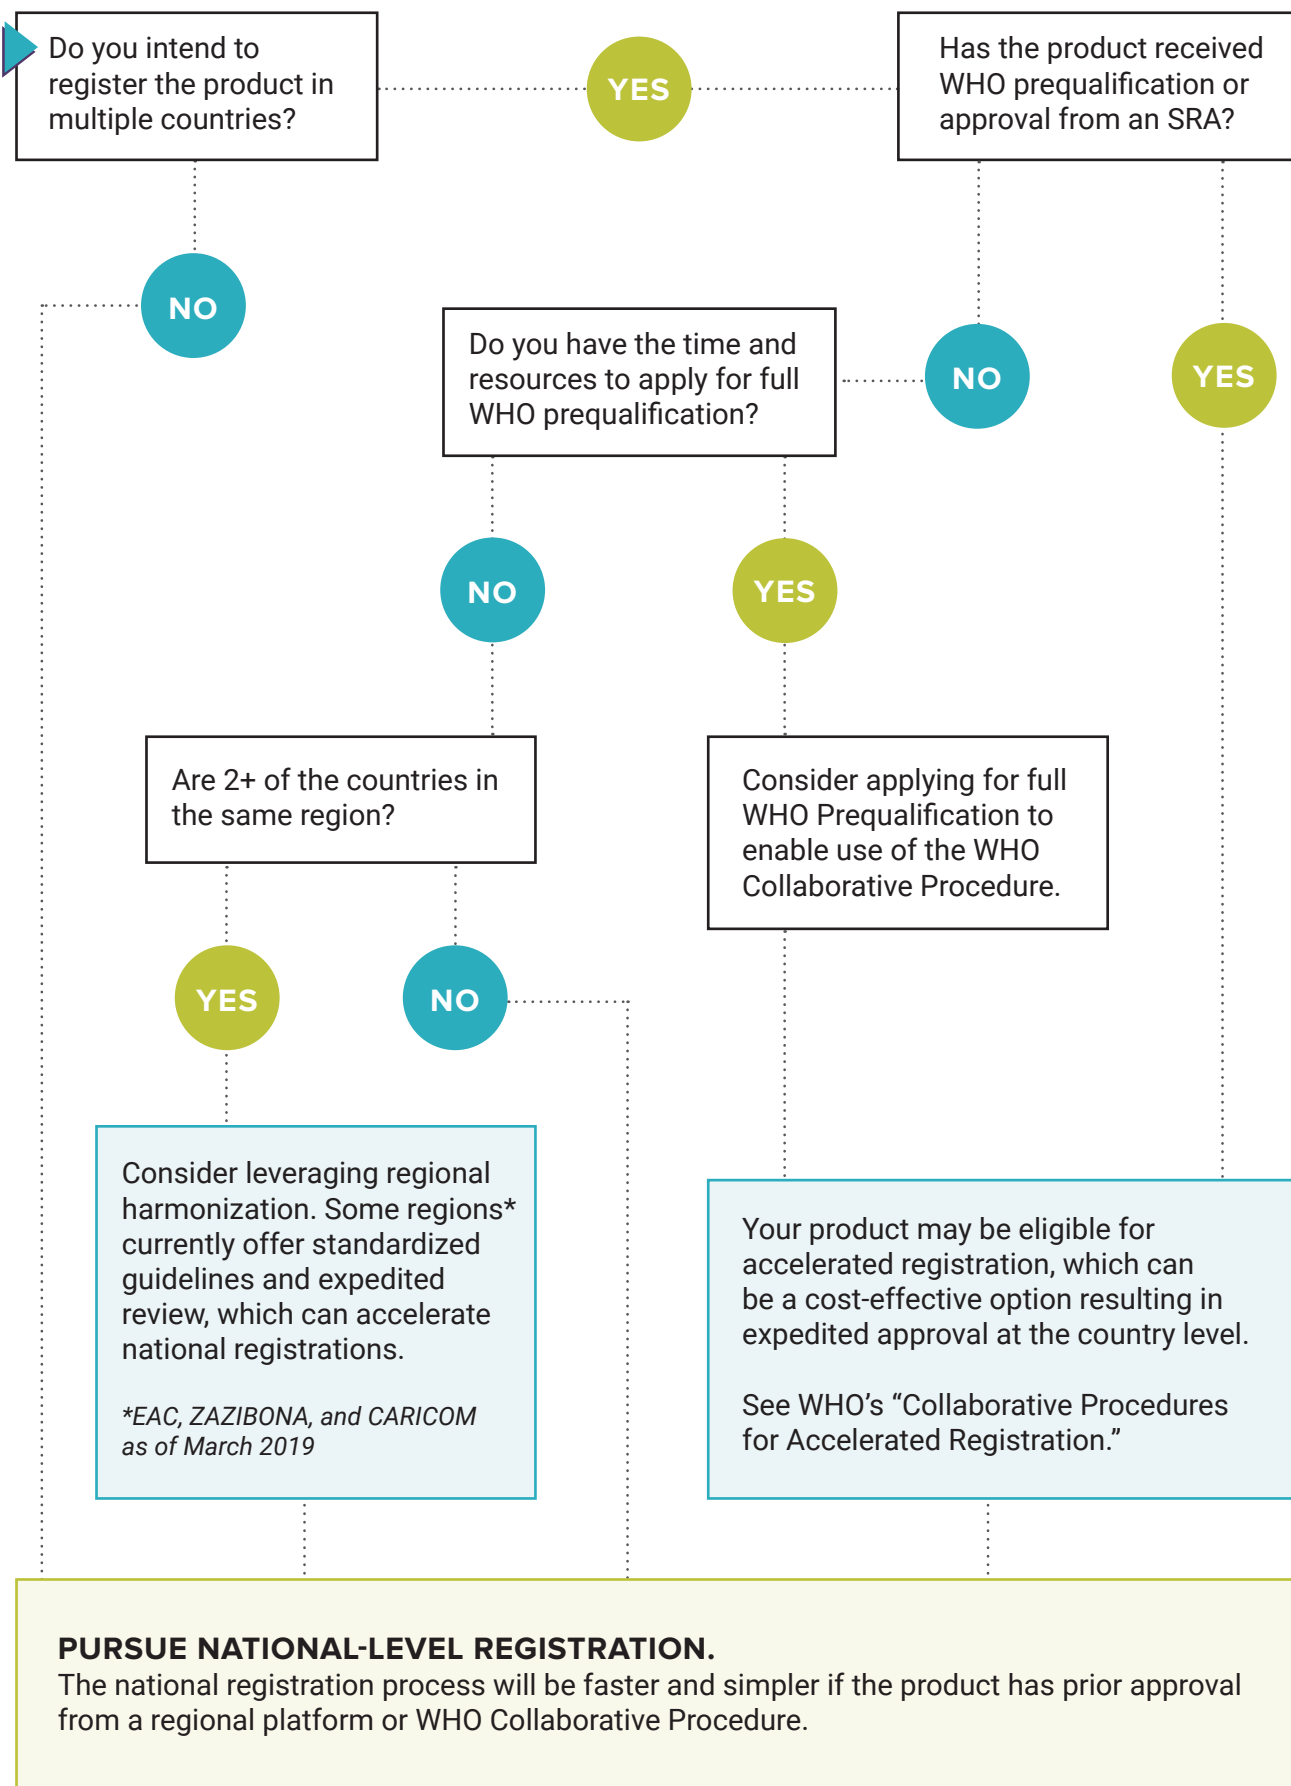 Do you intend to
register the product in
multiple countries?
YES
Has the product received
WHO prequalification or
approval from an SRA?
NO
Do you have the time and
resources to apply for full
WHO prequalification?
NO
YES
NO
YES
Are 2+ of the countries in
the same region?
Consider applying for full
WHO Prequalification to
enable use of the WHO
Collaborative Procedure.
YES
NO
Consider leveraging regional
harmonization. Some regions*
currently offer standardized
guidelines and expedited
review, which can accelerate
national registrations.
*EAC, ZAZIBONA, and CARICOM
as of March 2019
Your product may be eligible for
accelerated registration, which can
be a cost-effective option resulting in
expedited approval at the country level.
See WHO’s “Collaborative Procedures
for Accelerated Registration.”
PURSUE NATIONAL-LEVEL REGISTRATION.
The national registration process will be faster and simpler if the product has prior approval
from a regional platform or WHO Collaborative Procedure.